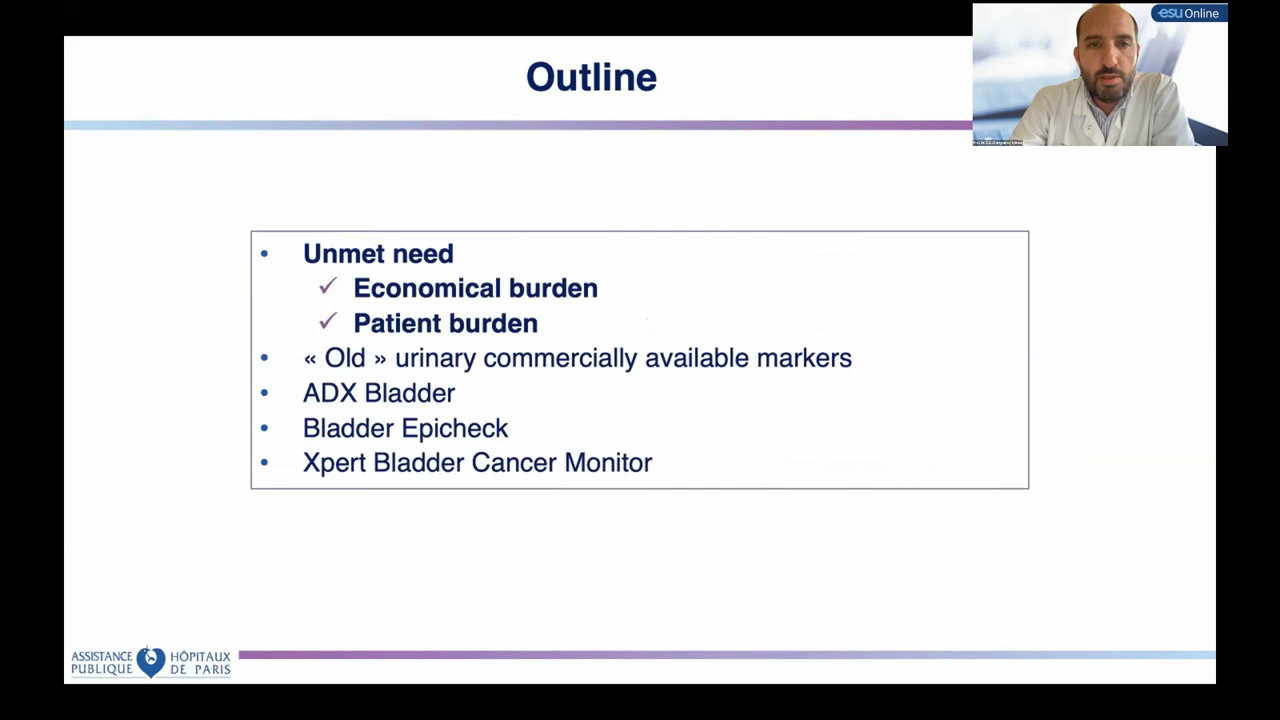 esu Online
Outline
• Unmet need
✓ Economical burden
✓ Patient burden
• « Old » urinary commercially available markers
• ADX Bladder
• Bladder Epicheck
• Xpert Bladder Cancer Monitor
ASSISTANCE HÔPITAUX
PUBLIQUE DE PARIS